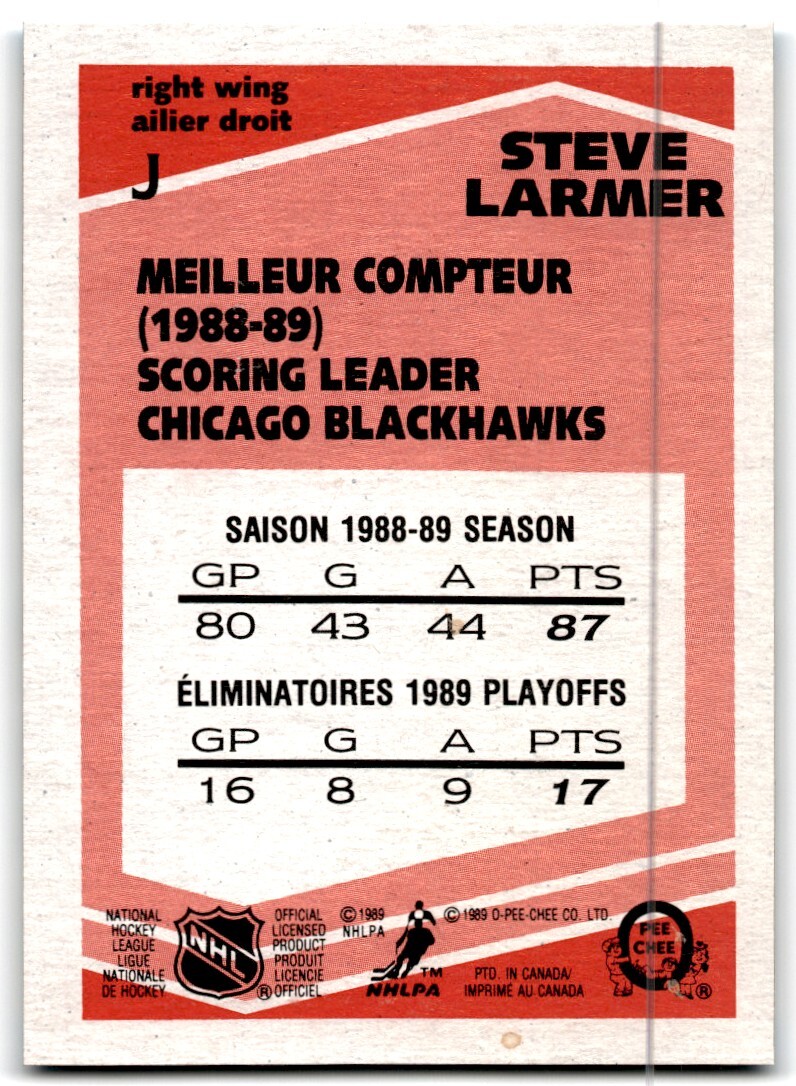 right wing
ailier droit
J
STEVE
LARMER
MEILLEUR COMPTEUR
(1988-89)
SCORING LEADER
CHICAGO BLACKHAWKS
SAISON 1988-89 SEASON
GP G A PTS
80 43 44 87
ÉLIMINATOIRES 1989 PLAYOFFS
GP G A PTS
16 8 9 17
NATIONAL
HOCKEY
LEAGUE
LIGUE
NATIONALE
DE HOCKEY
NHL
OFFICIAL
LICENSED
PRODUCT
PRODUIT
LICENCIE
® OFFICIEL
© 1989
NHLPA
TM
NHLPA
© 1989 O-PEE-CHEE CO. LTD.
PTD. IN CANADA/
IMPRIMÉ AU CANADA
PEE
CHEE
®